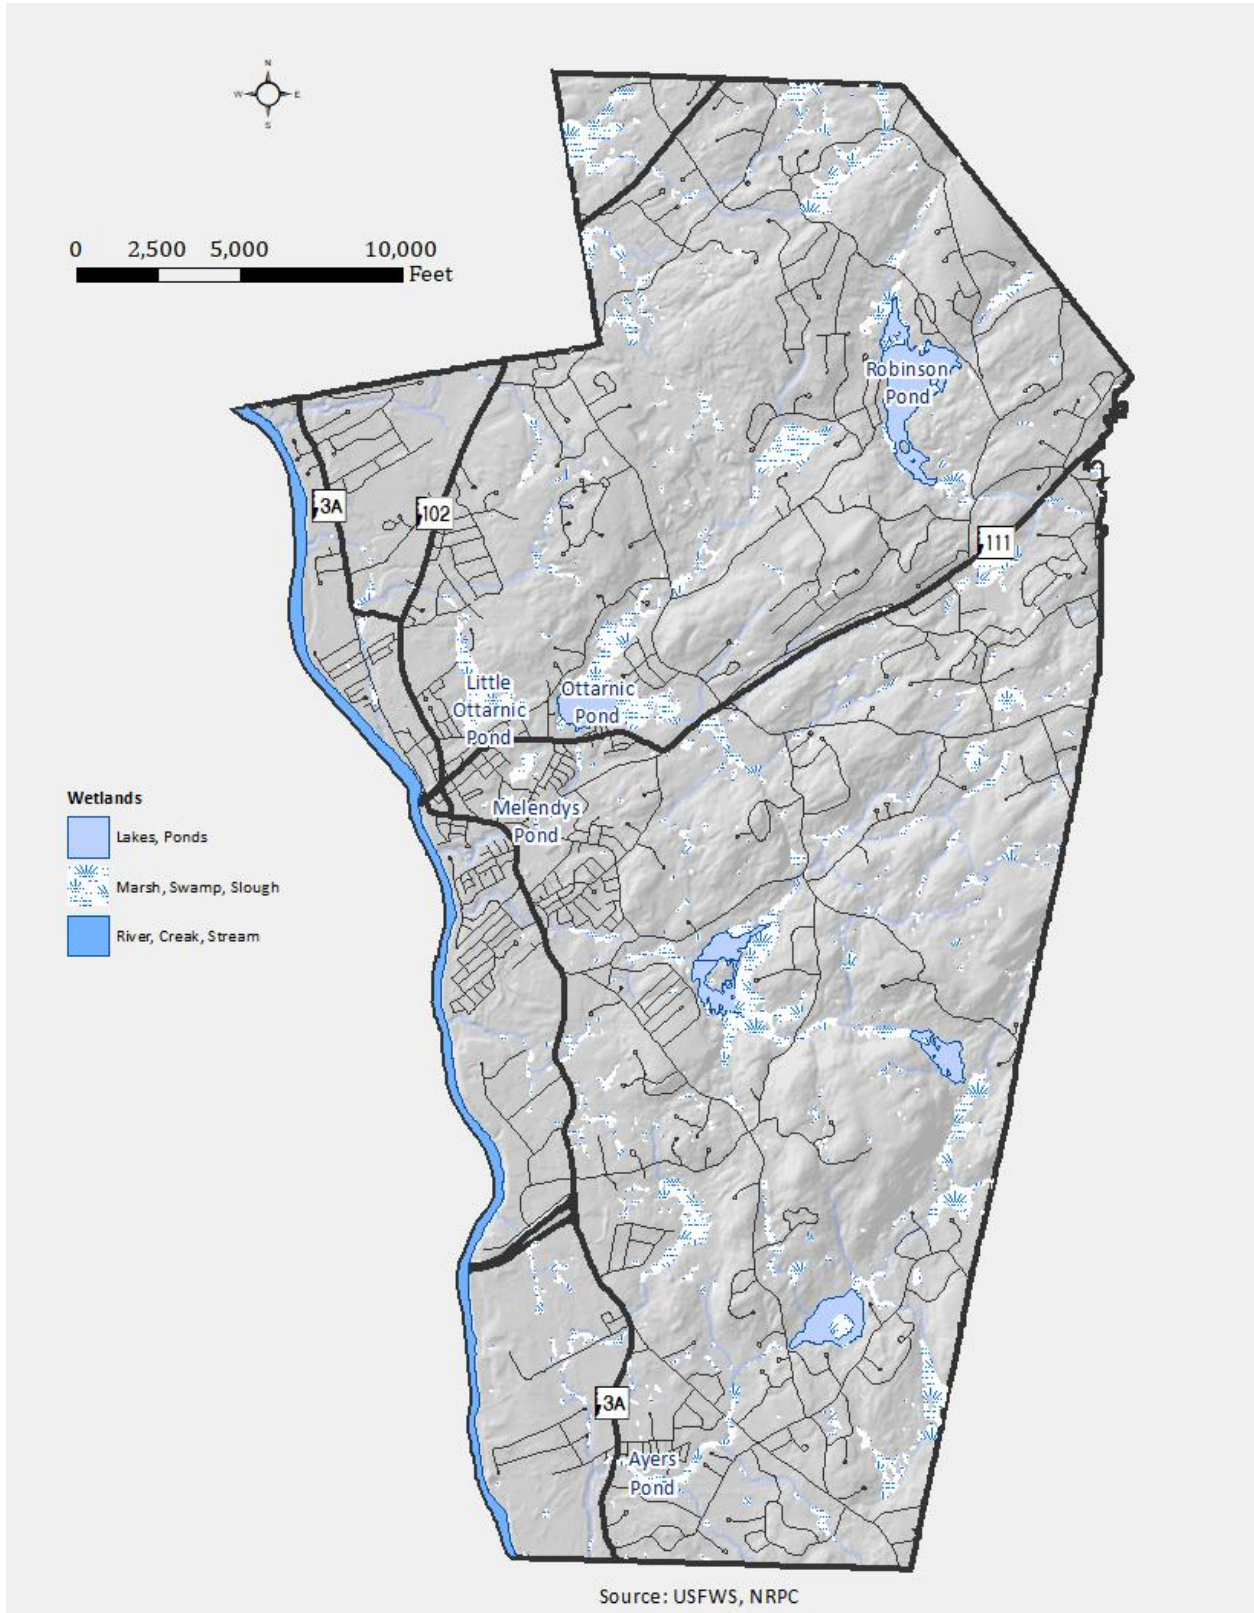 N
W E
S
0 2,500 5,000 10,000
Feet
Robinson
Pond
3A
102
111
Little
Ottarnic
Pond
Ottarnic
Pond
Melendys
Pond
Wetlands
Lakes, Ponds
Marsh, Swamp, Slough
River, Creak, Stream
3A
Ayers
Pond
Source: USFWS, NRPC